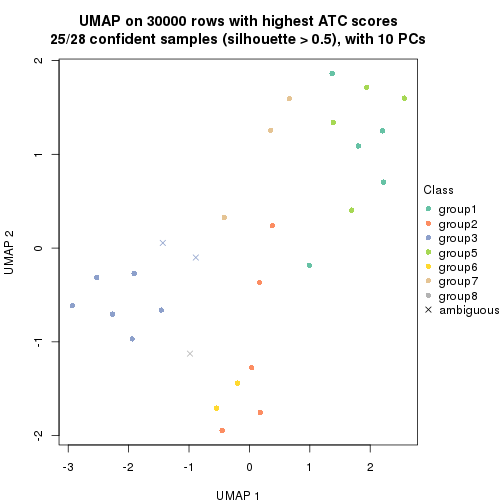 UMAP on 30000 rows with highest ATC scores
25/28 confident samples (silhouette > 0.5), with 10 PCs
2
1
0
-1
-2
UMAP 2
-3
-2
-1
0
1
2
UMAP 1
Class
group1
group2
group3
group5
group6
group7
group8
ambiguous